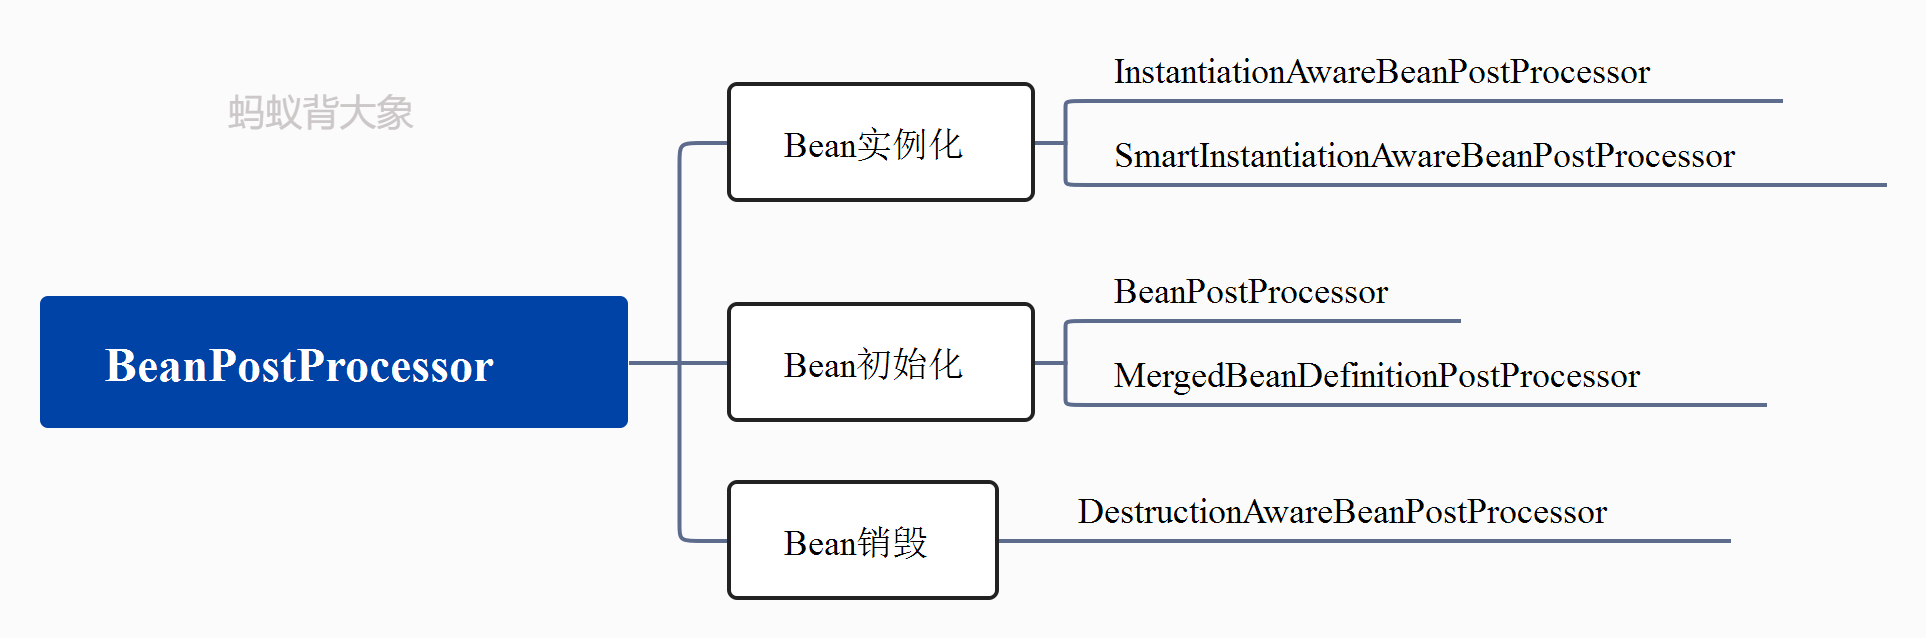 蚂蚁背大象
BeanPostProcessor
Bean实例化
InstantiationAwareBeanPostProcessor
SmartInstantiationAwareBeanPostProcessor
Bean初始化
BeanPostProcessor
MergedBeanDefinitionPostProcessor
Bean销毁
DestructionAwareBeanPostProcessor